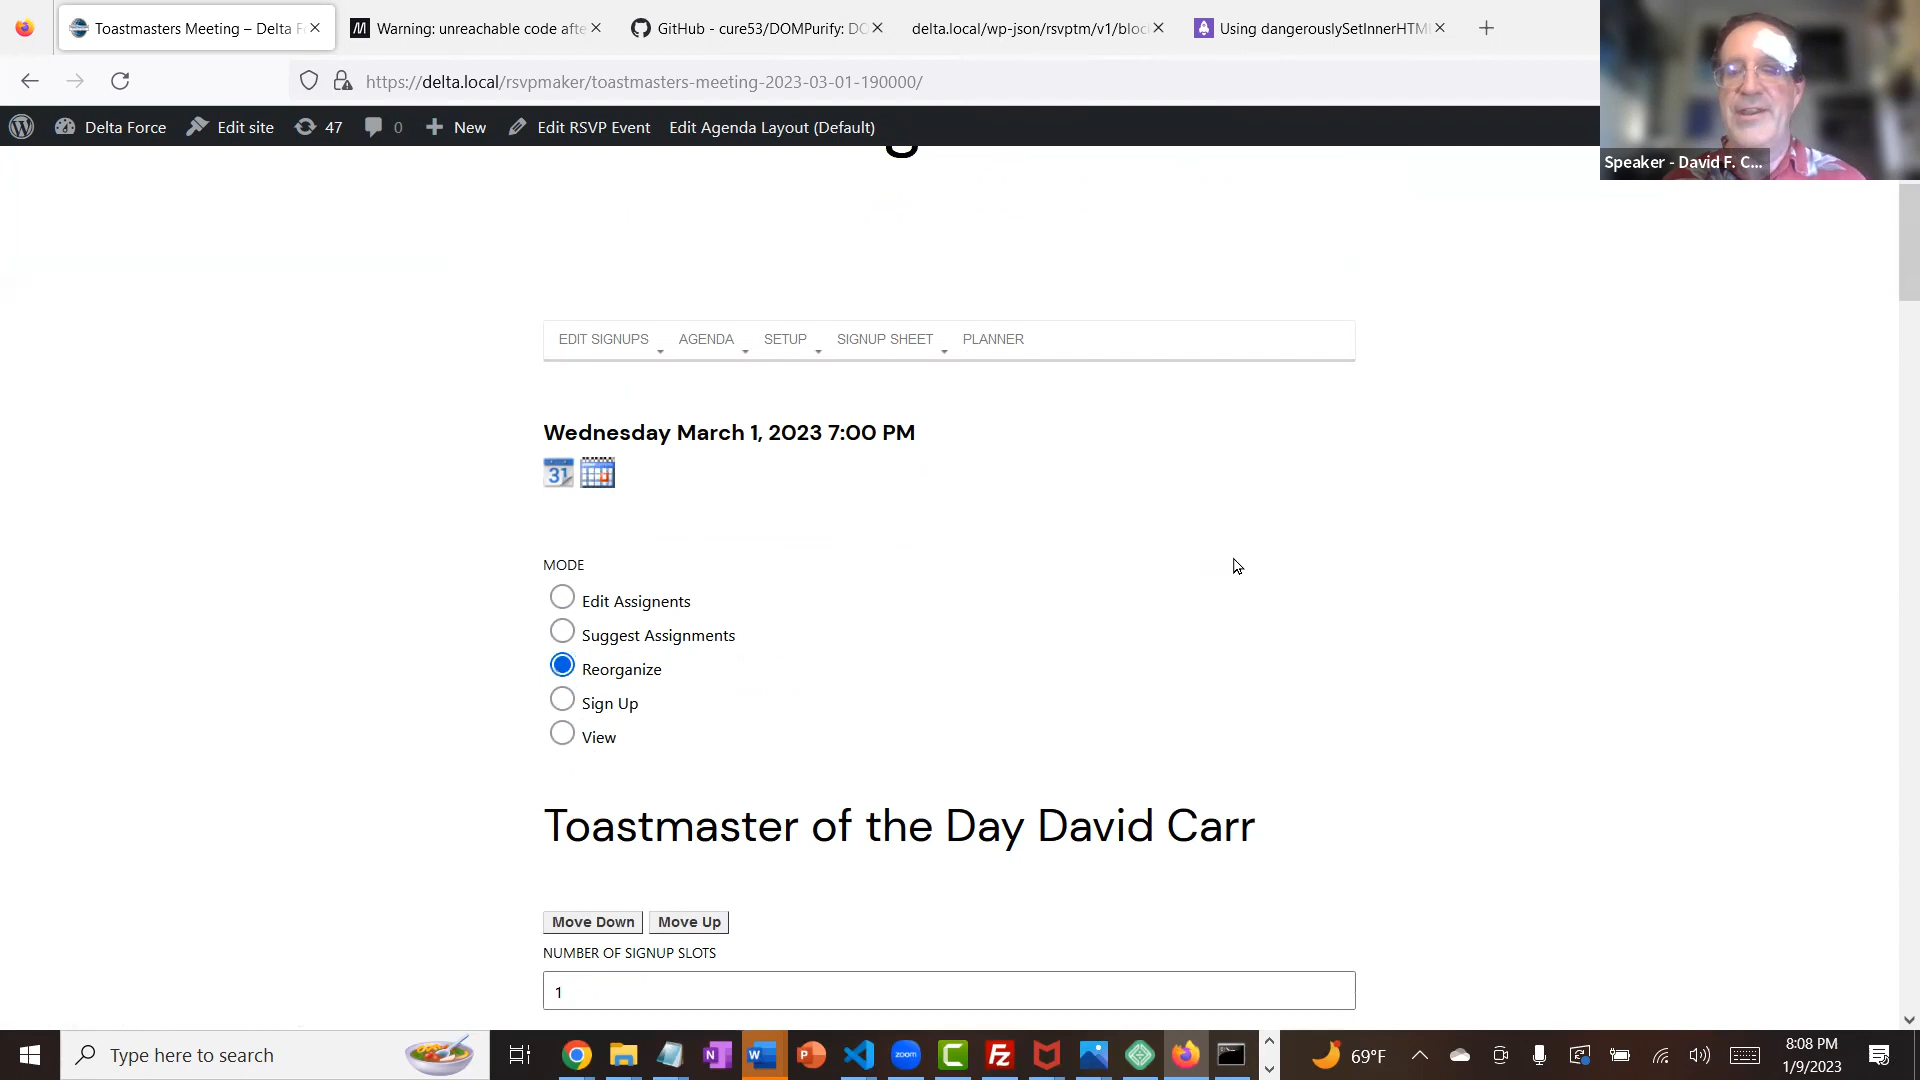 Toastmasters Meeting – Delta F
Warning: unreachable code afte
GitHub - cure53/DOMPurify: DO
delta.local/wp-json/rsvptm/v1/bloc
Using dangerouslySetInnerHTML
https://delta.local/rsvpmaker/toastmasters-meeting-2023-03-01-190000/
Delta Force
Edit site
47
0
New
Edit RSVP Event
Edit Agenda Layout (Default)
Speaker - David F. C...
EDIT SIGNUPS
AGENDA
SETUP
SIGNUP SHEET
PLANNER
Wednesday March 1, 2023 7:00 PM
31
MODE
Edit Assignents
Suggest Assignments
Reorganize
Sign Up
View
Toastmaster of the Day David Carr
Move Down
Move Up
NUMBER OF SIGNUP SLOTS
1
Type here to search
zoom
69°F
8:08 PM
1/9/2023